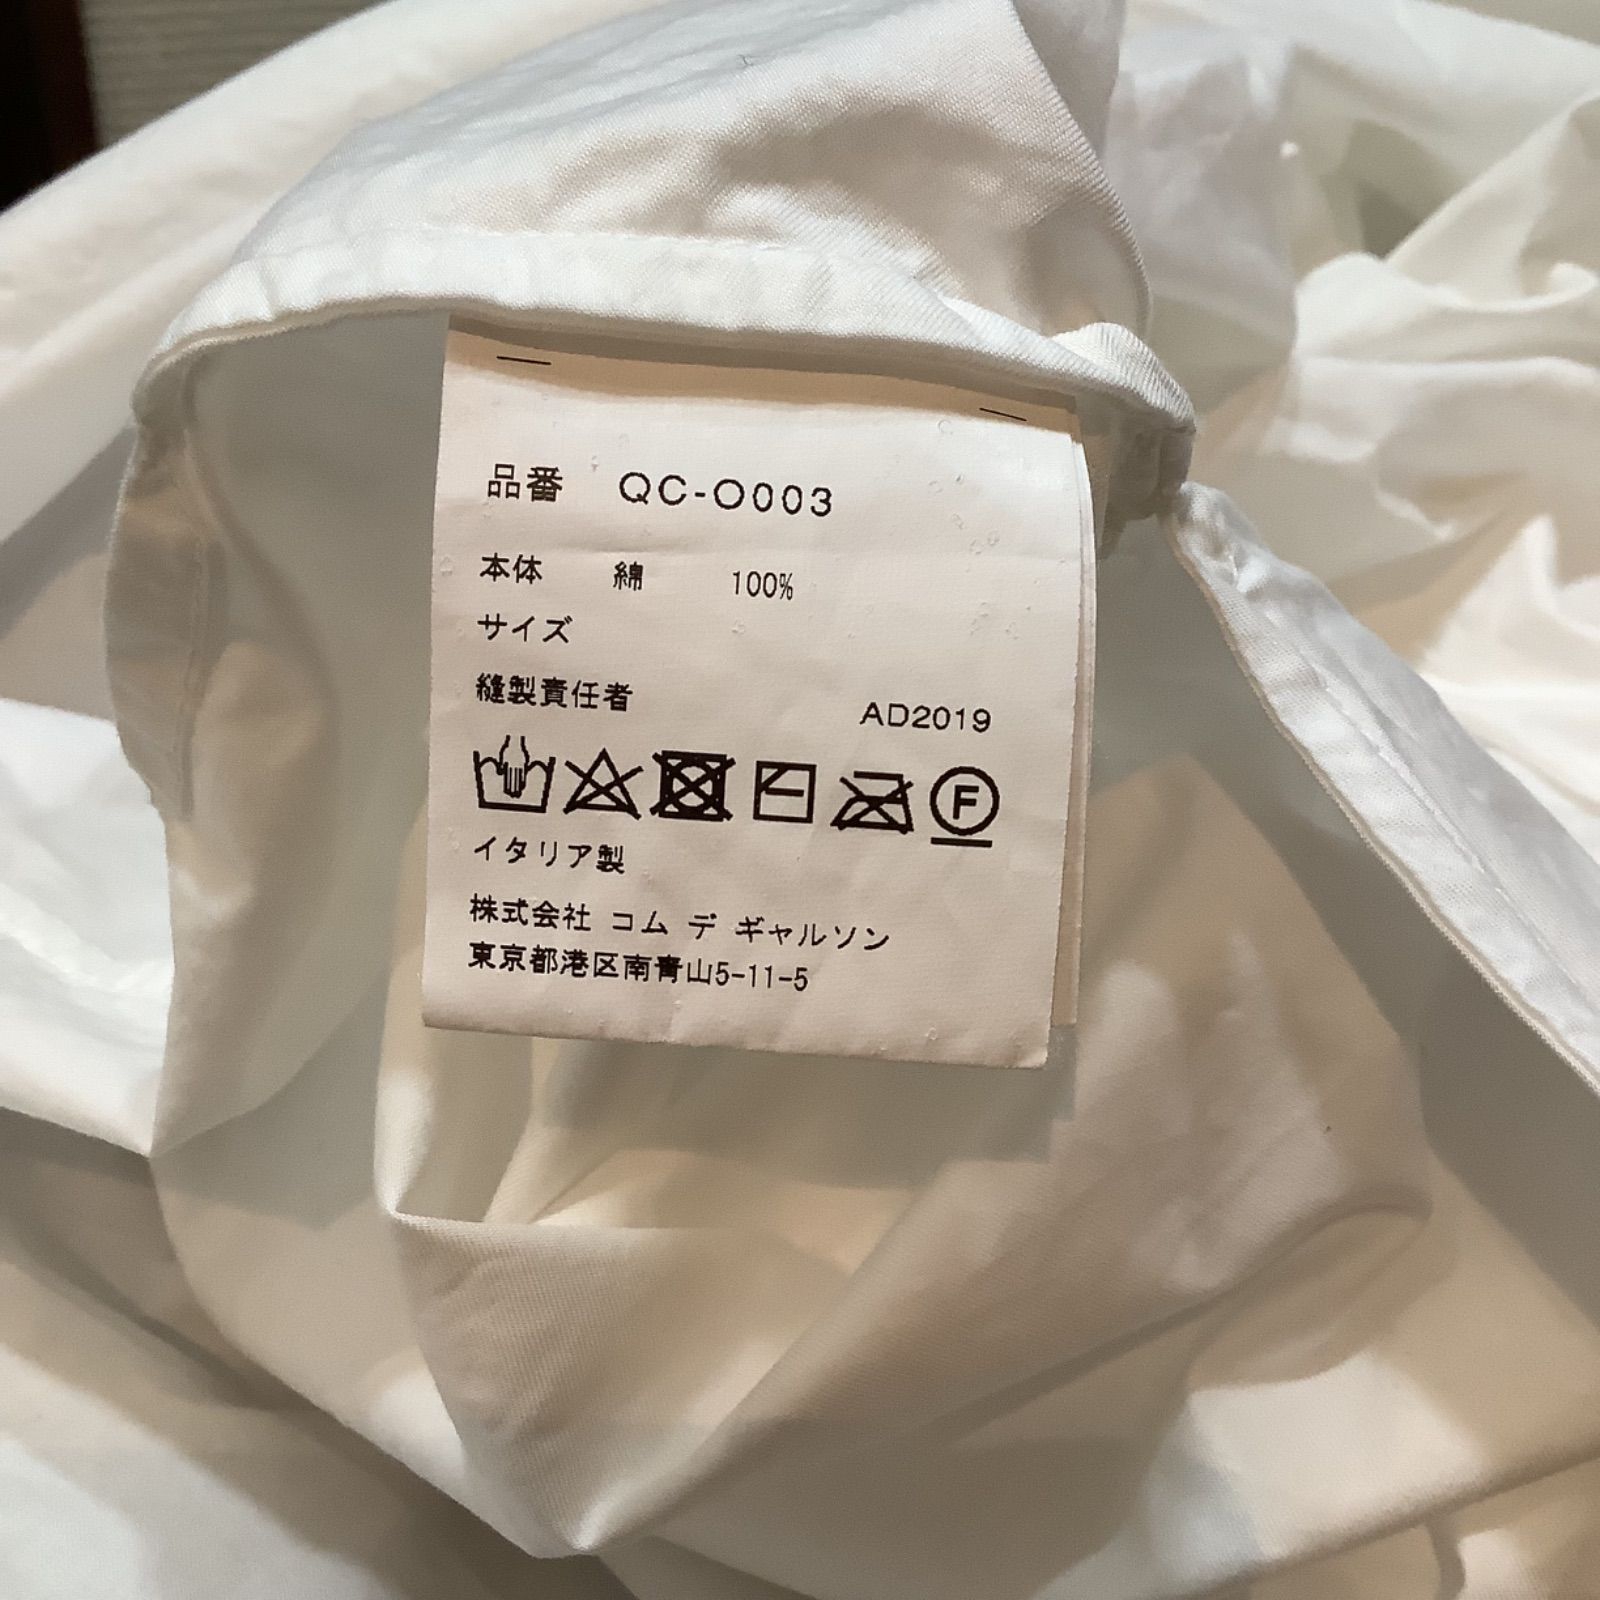 品番 QC-O003
本体 綿 100%
サイズ
縫製責任者 AD2019
F
イタリア製
株式会社 コム デ ギャルソン
東京都港区南青山5-11-5